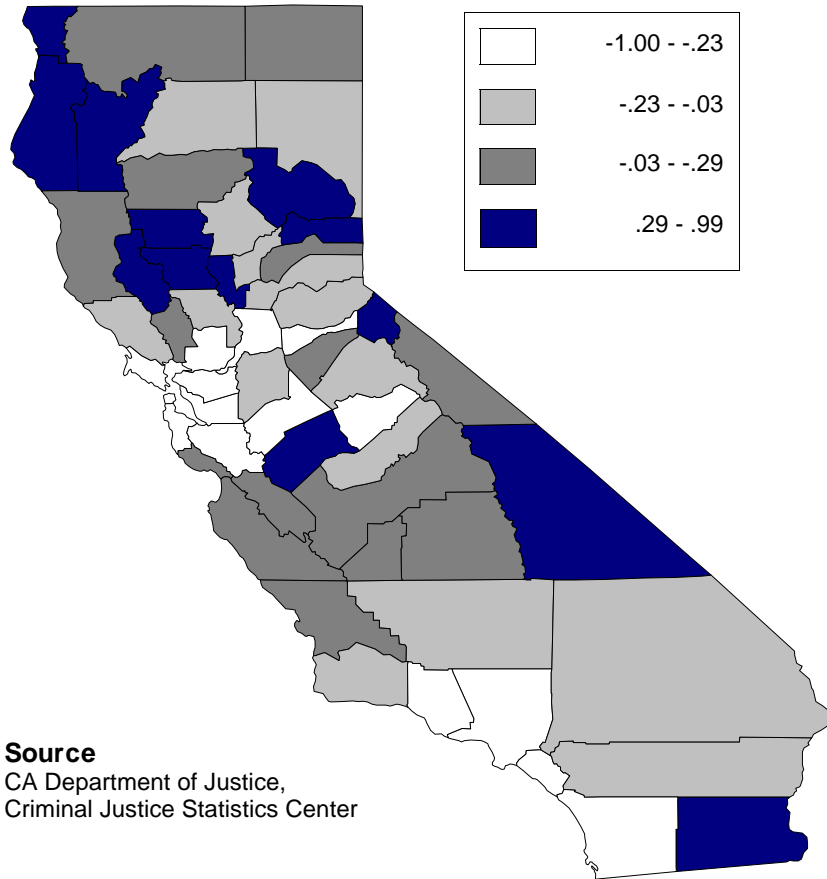 -1.00 - -.23
-.23 - -.03
-.03 - -.29
.29 - .99
Source
CA Department of Justice,
Criminal Justice Statistics Center